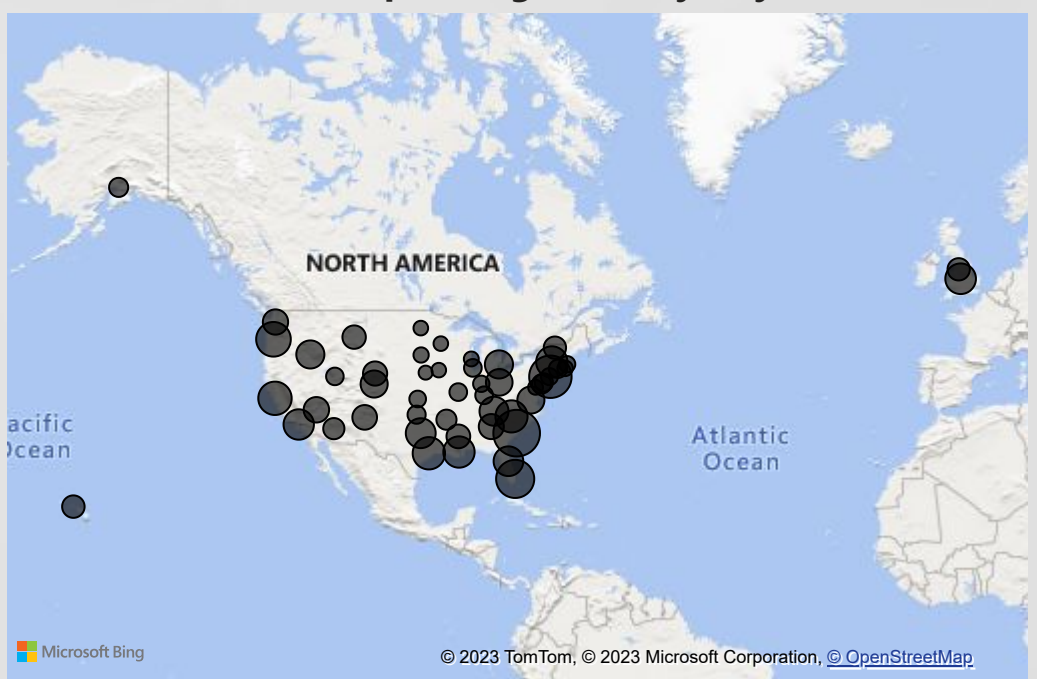 NORTH AMERICA
acific
Ocean
Atlantic
Ocean
Microsoft Bing
© 2023 TomTom, © 2023 Microsoft Corporation, © OpenStreetMap